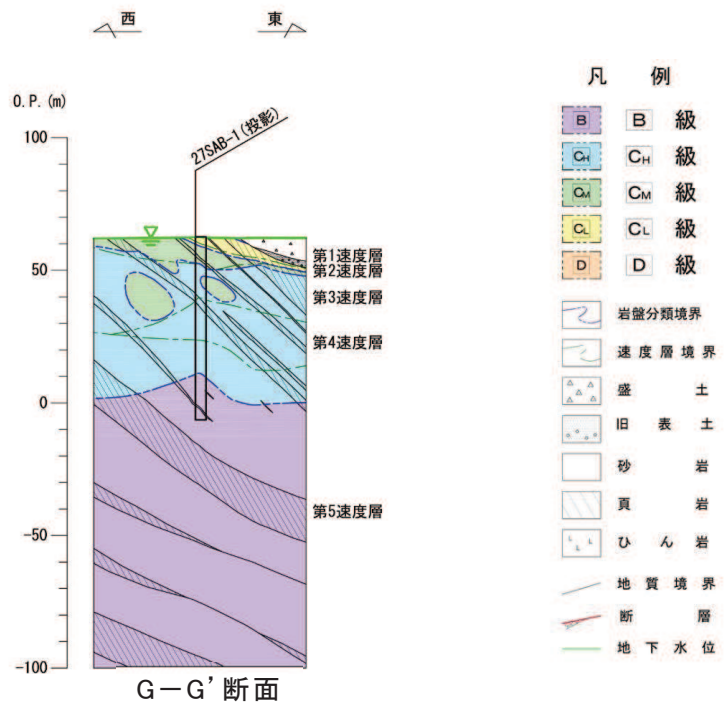 西 東
O.P.(m)
100
50
0
-50
-100
27SAB-1(投影)
第1速度層
第2速度層
第3速度層
第4速度層
第5速度層
G－G’断面
凡 例
B B 級
CH CH 級
CM CM 級
CL CL 級
D D 級
岩盤分類境界
速度層境界
盛 土
旧 表 土
砂 岩
頁 岩
L L L ひ ん 岩
地 質 境 界
断 層
地 下 水 位